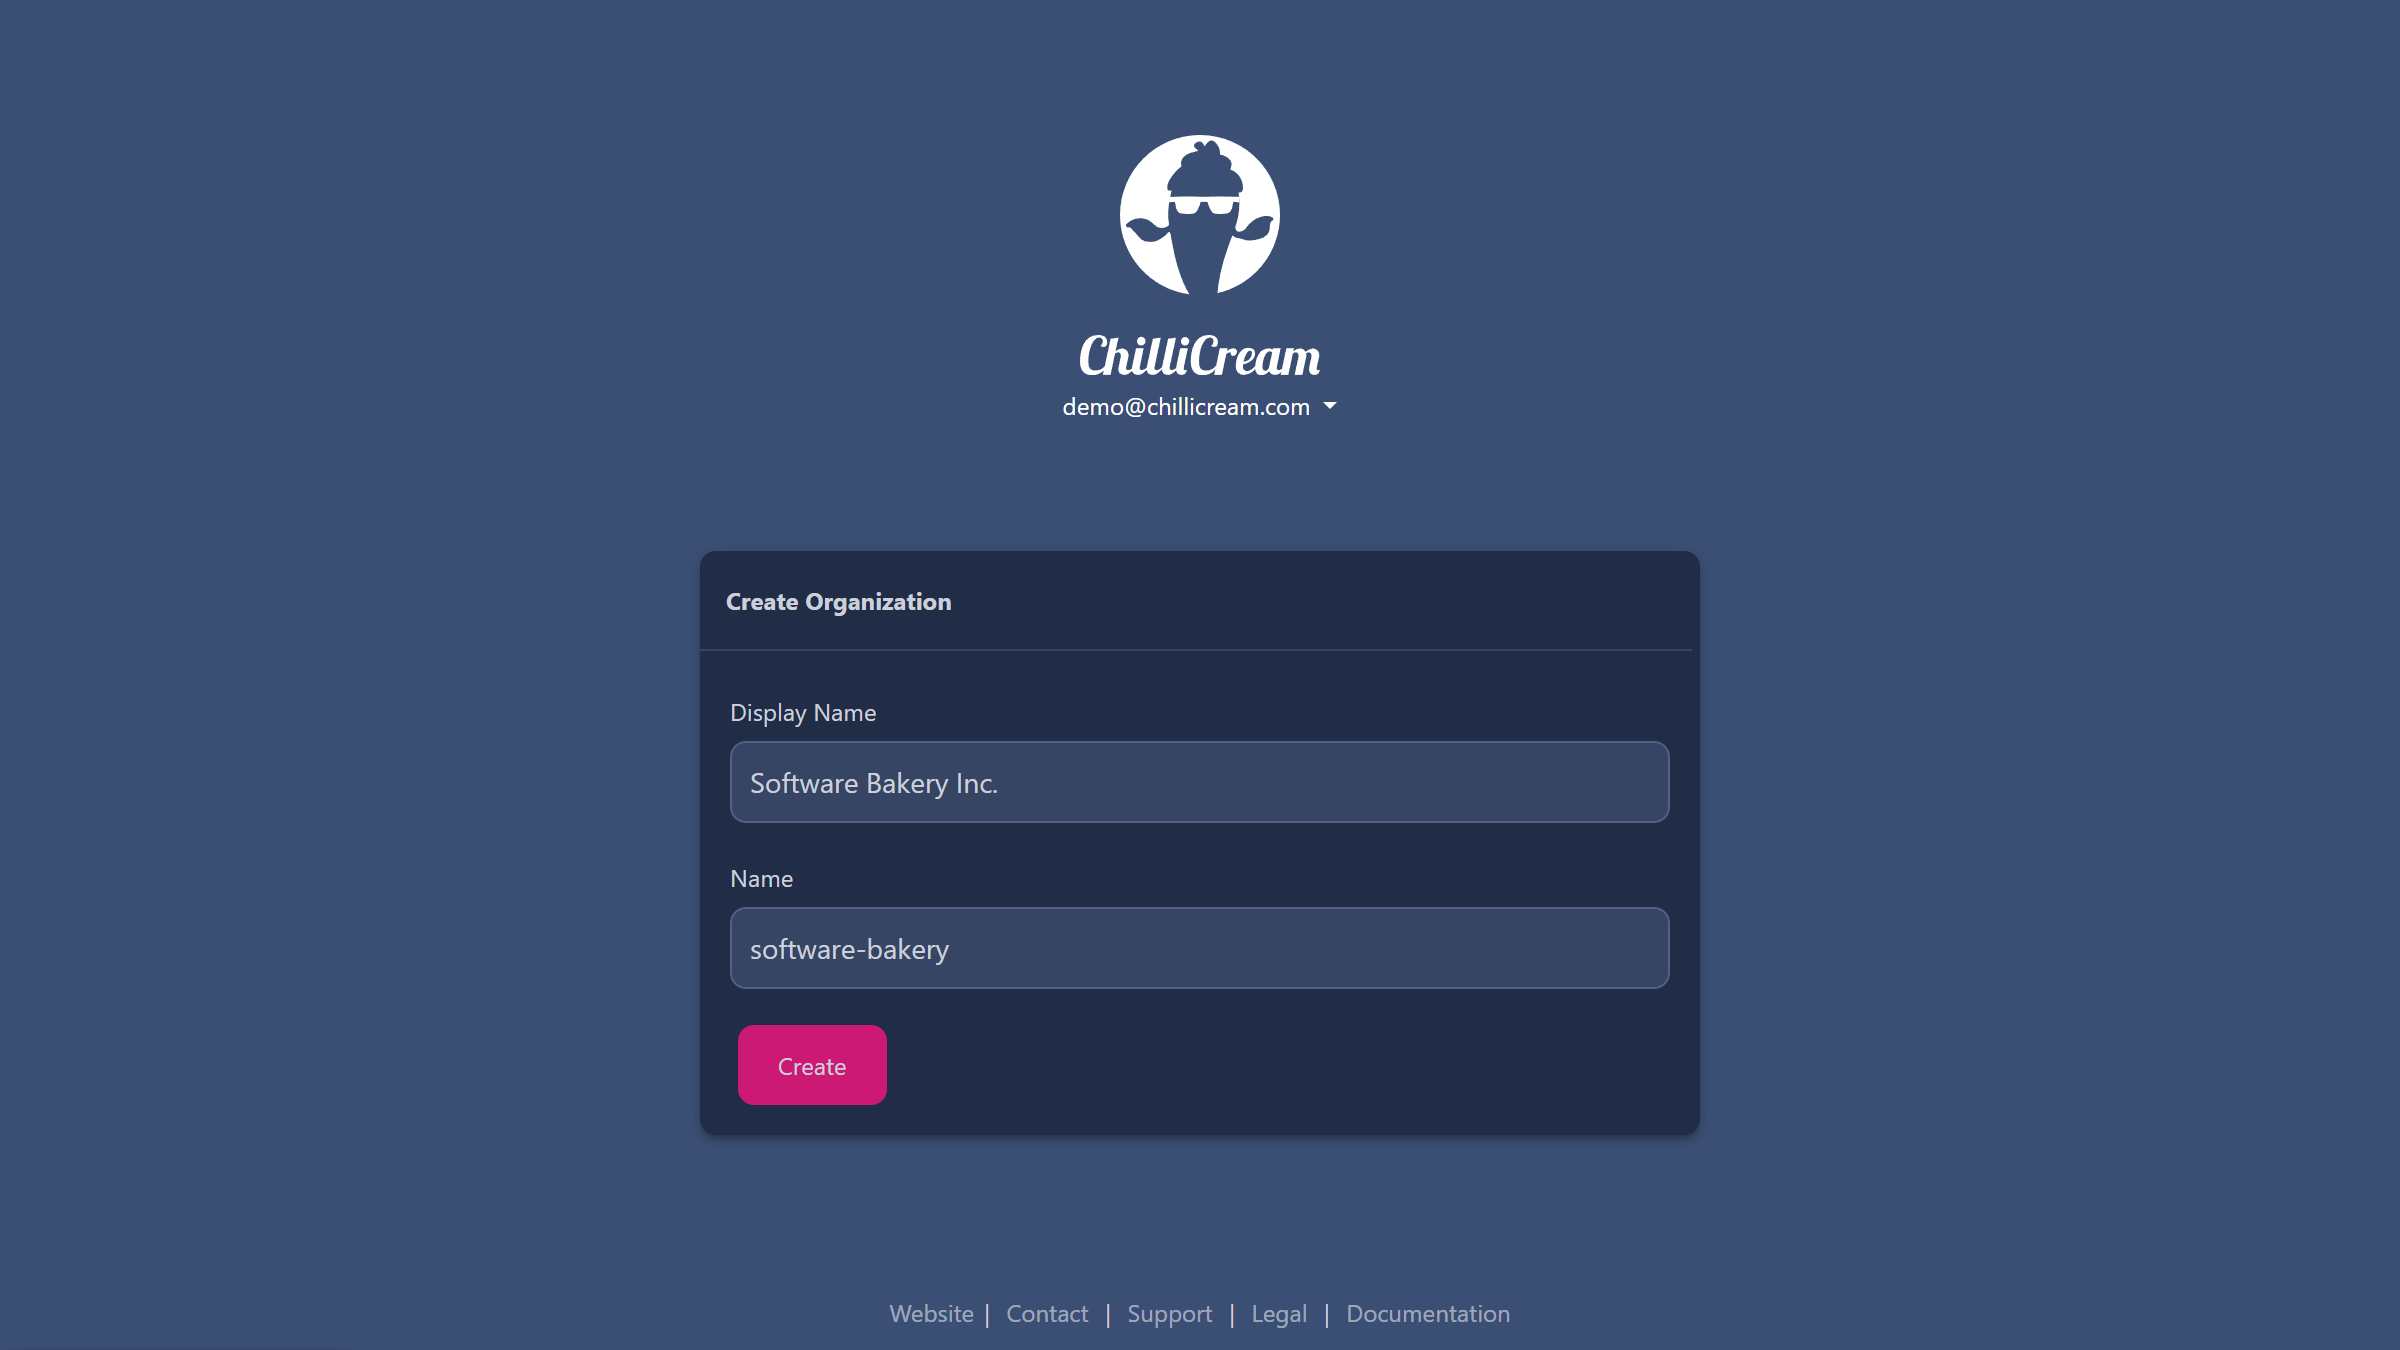 ChilliCream
demo@chillicream.com
Create Organization
Display Name
Software Bakery Inc.
Name
software-bakery
Create
Website | Contact | Support | Legal | Documentation